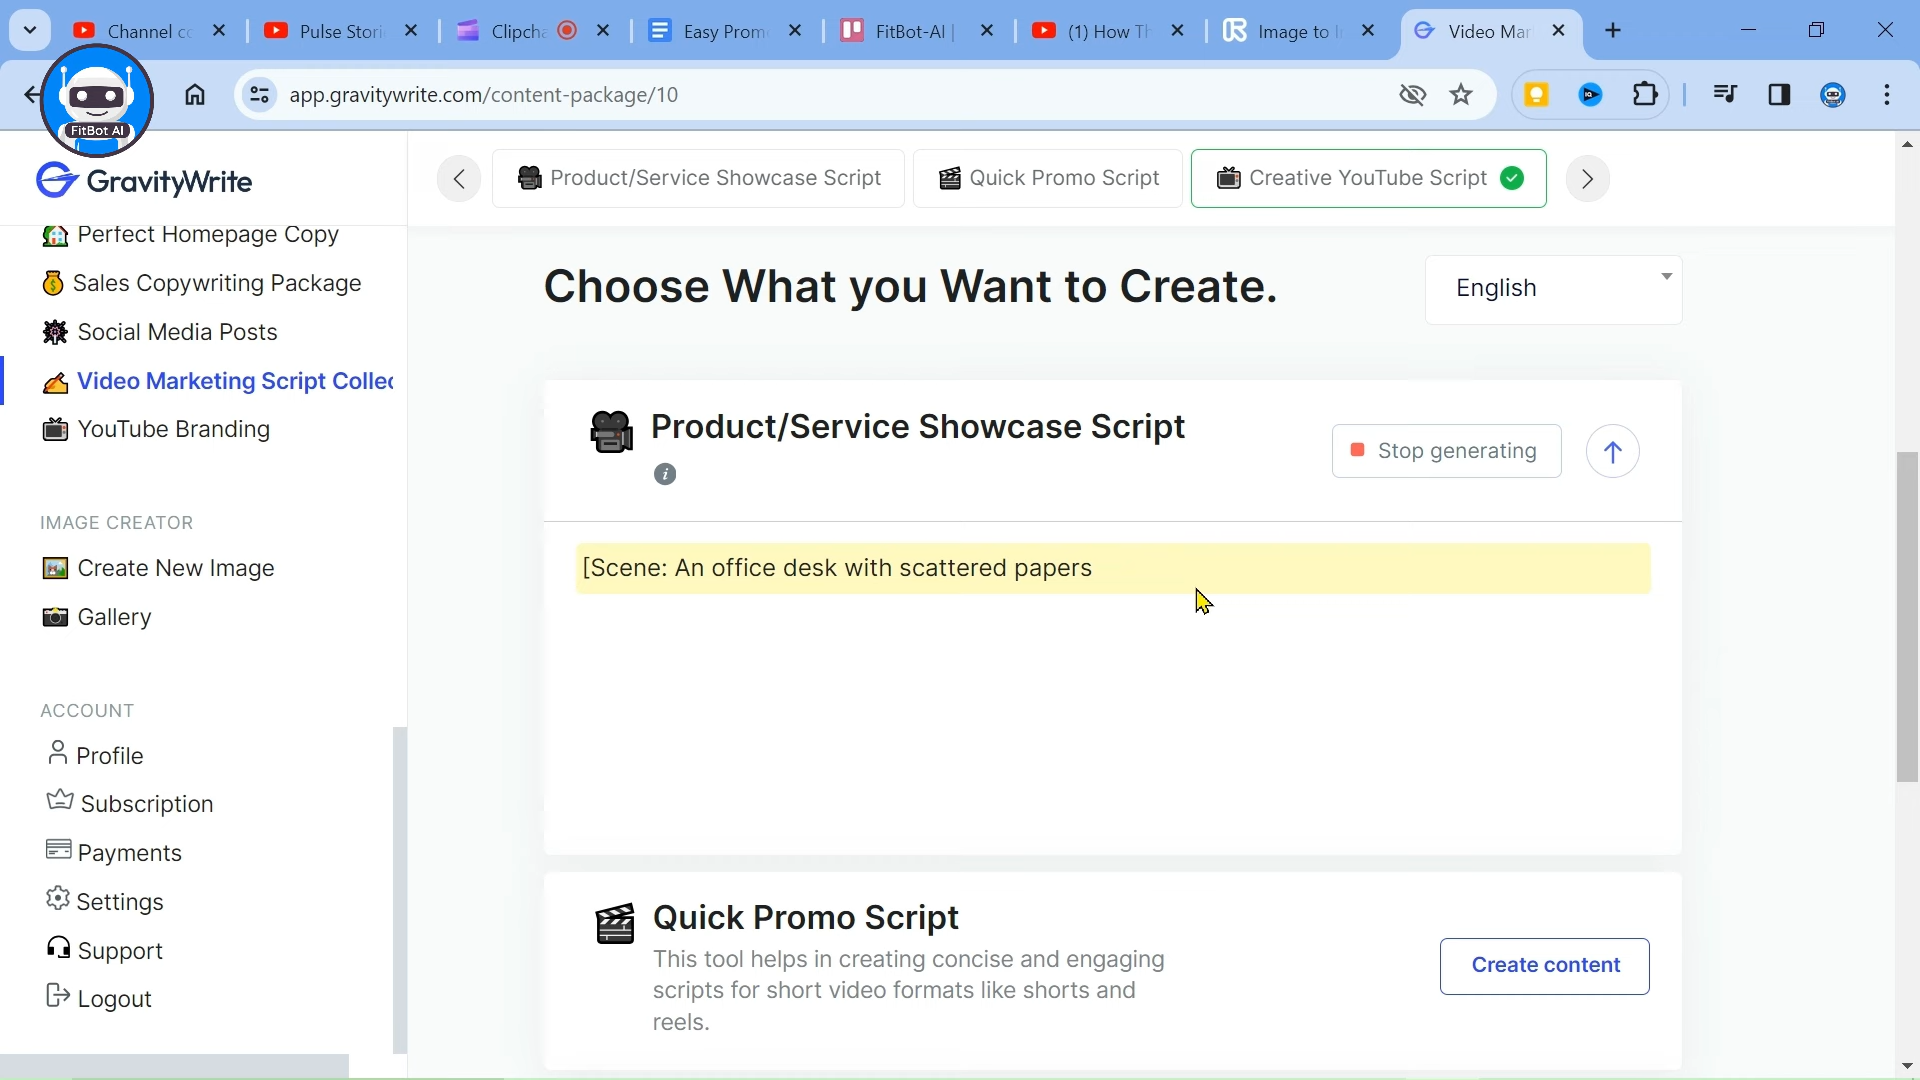 Channel co
Pulse Stori
Clipcha
Easy Prom
FitBot-AI |
(1) How Th
Image to I
Video Mar
app.gravitywrite.com/content-package/10
FitBot AI
GravityWrite
Product/Service Showcase Script
Quick Promo Script
Creative YouTube Script
Perfect Homepage Copy
Sales Copywriting Package
Social Media Posts
Video Marketing Script Collec
YouTube Branding
IMAGE CREATOR
Create New Image
Gallery
ACCOUNT
Profile
Subscription
Payments
Settings
Support
Logout
Choose What you Want to Create.
English
Product/Service Showcase Script
Stop generating
[Scene: An office desk with scattered papers
Quick Promo Script
This tool helps in creating concise and engaging
scripts for short video formats like shorts and
reels.
Create content